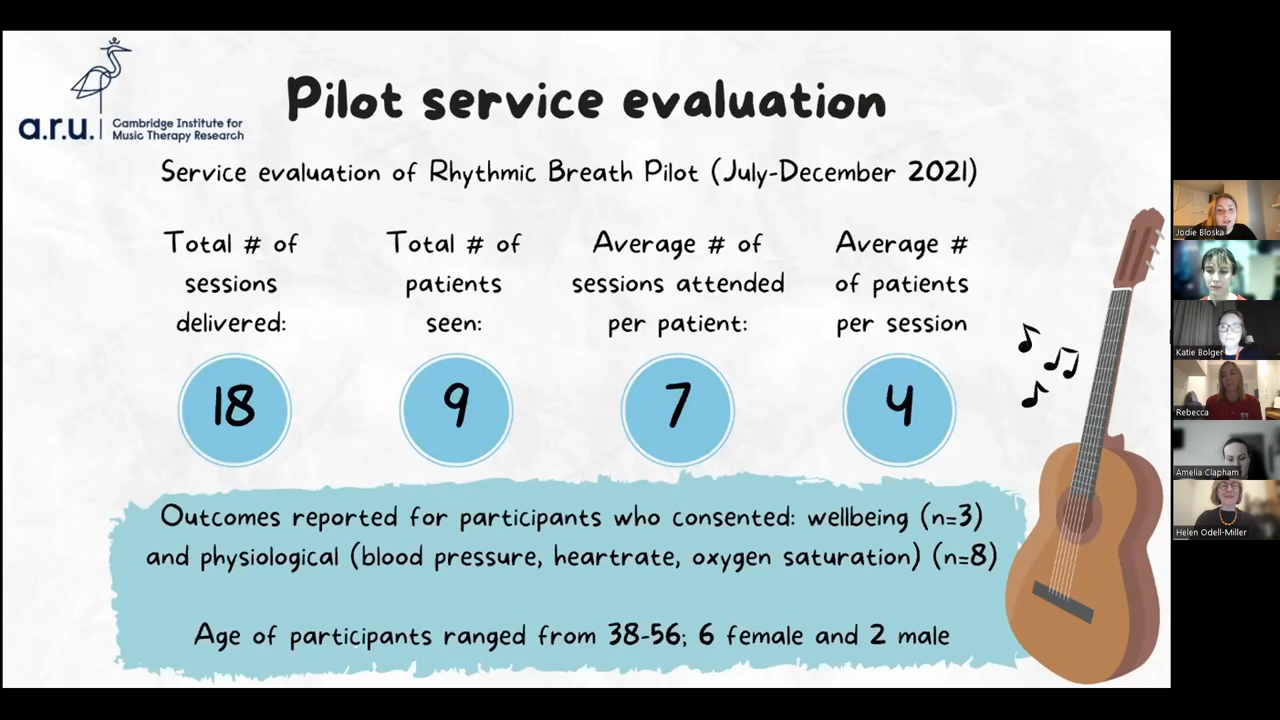 a.r.u.
Cambridge Institute for
Music Therapy Research
Pilot service evaluation
Service evaluation of Rhythmic Breath Pilot (July-December 2021)
Total # of
sessions
delivered:
18
Total # of
patients
seen:
9
Average # of
sessions attended
per patient:
7
Average #
of patients
per session
4
Outcomes reported for participants who consented: wellbeing (n=3)
and physiological (blood pressure, heartrate, oxygen saturation) (n=8)
Age of participants ranged from 38-56; 6 female and 2 male
Jodie Bloska
Katie Bolger
Rebecca
Amelia Clapham
Helen Odell-Miller